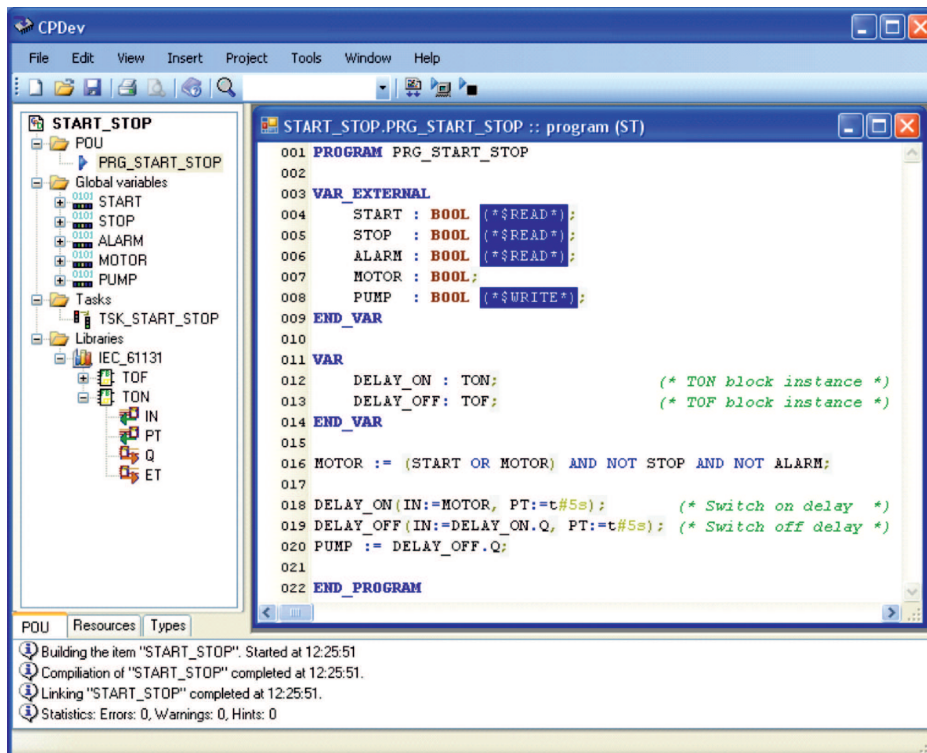 CPDev
File Edit View Insert Project Tools Window Help
START_STOP
POU
PRG_START_STOP
Global variables
START
STOP
ALARM
MOTOR
PUMP
Tasks
TSK_START_STOP
Libraries
IEC_61131
TOF
TON
IN
PT
Q
ET
POU Resources Types
START_STOP.PRG_START_STOP :: program (ST)
001 PROGRAM PRG_START_STOP
002
003 VAR_EXTERNAL
004 START : BOOL (*$READ*);
005 STOP : BOOL (*$READ*);
006 ALARM : BOOL (*$READ*);
007 MOTOR : BOOL;
008 PUMP : BOOL (*$WRITE*);
009 END_VAR
010
011 VAR
012 DELAY_ON : TON; (* TON block instance *)
013 DELAY_OFF: TOF; (* TOF block instance *)
014 END_VAR
015
016 MOTOR := (START OR MOTOR) AND NOT STOP AND NOT ALARM;
017
018 DELAY_ON(IN:=MOTOR, PT:=t#5s); (* Switch on delay *)
019 DELAY_OFF(IN:=DELAY_ON.Q, PT:=t#5s); (* Switch off delay *)
020 PUMP := DELAY_OFF.Q;
021
022 END_PROGRAM
Building the item "START_STOP". Started at 12:25:51
Compiliation of "START_STOP" completed at 12:25:51.
Linking "START_STOP" completed at 12:25:51.
Statistics: Errors: 0, Warnings: 0, Hints: 0